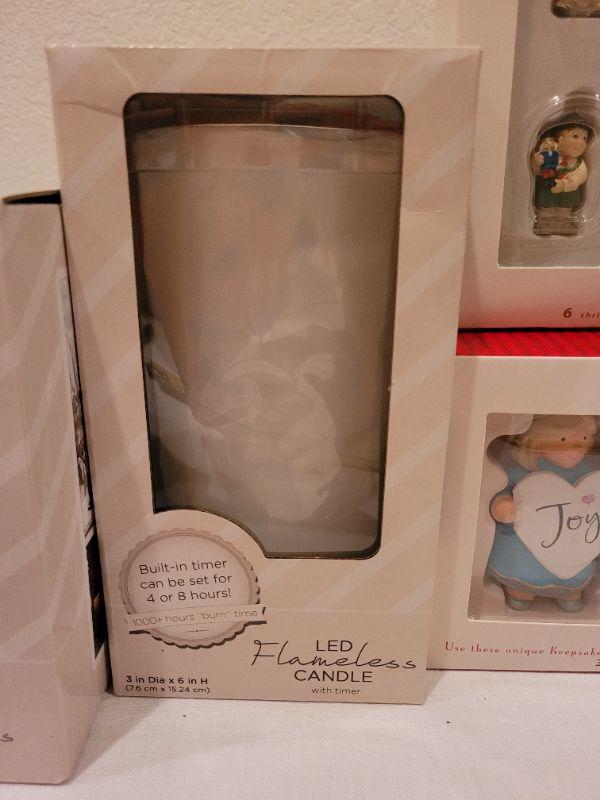 Built-in timer
can be set for
4 or 8 hours!
1000+ hours "burn" time
LED
Flameless
CANDLE
with timer
3 in Dia x 6 in H
(7.6 cm x 15.24 cm)
6
Joy
Use these unique Keepsake